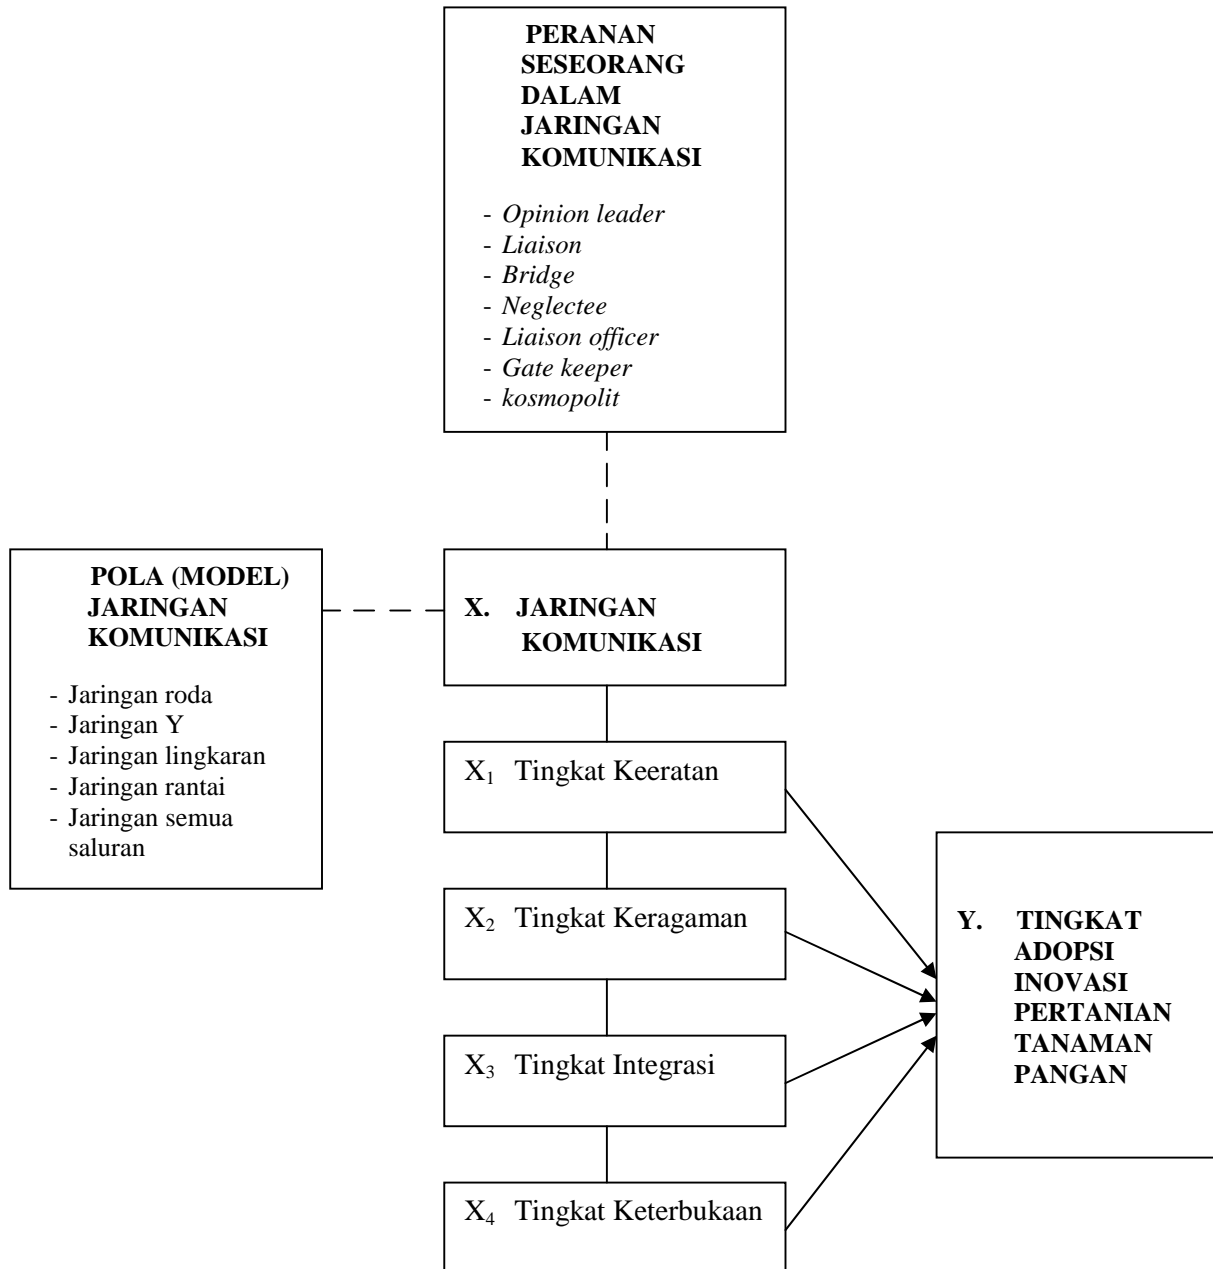 PERANAN
SESEORANG
DALAM
JARINGAN
KOMUNIKASI
- Opinion leader
- Liaison
- Bridge
- Neglectee
- Liaison officer
- Gate keeper
- kosmopolit
POLA (MODEL)
JARINGAN
KOMUNIKASI
- Jaringan roda
- Jaringan Y
- Jaringan lingkaran
- Jaringan rantai
- Jaringan semua
saluran
X. JARINGAN
KOMUNIKASI
X₁ Tingkat Keeratan
X₂ Tingkat Keragaman
X₃ Tingkat Integrasi
X₄ Tingkat Keterbukaan
Y. TINGKAT
ADOPSI
INOVASI
PERTANIAN
TANAMAN
PANGAN